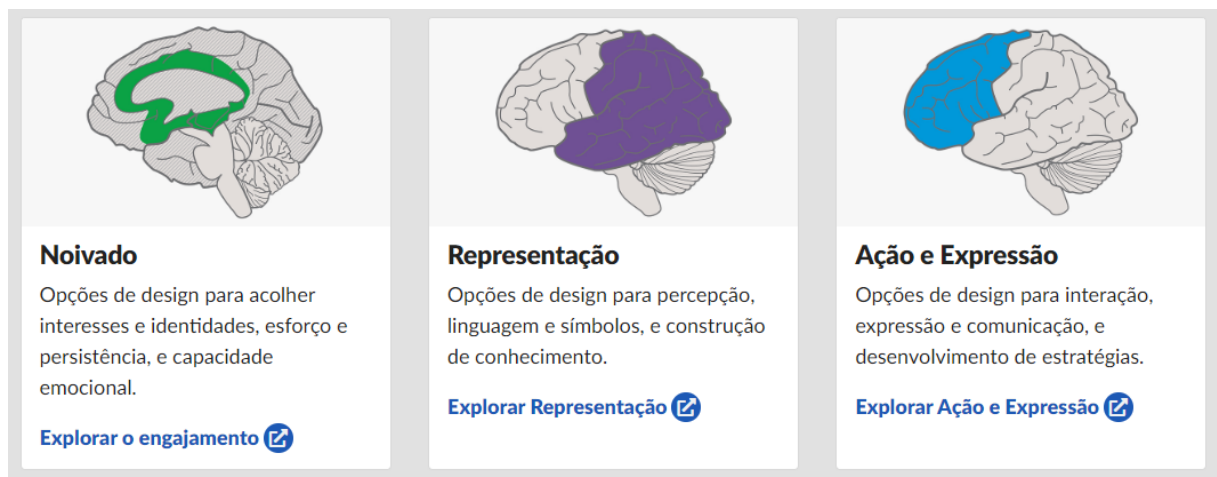 Noivado
Opções de design para acolher
interesses e identidades, esforço e
persistência, e capacidade
emocional.
Explorar o engajamento
Representação
Opções de design para percepção,
linguagem e símbolos, e construção
de conhecimento.
Explorar Representação
Ação e Expressão
Opções de design para interação,
expressão e comunicação, e
desenvolvimento de estratégias.
Explorar Ação e Expressão